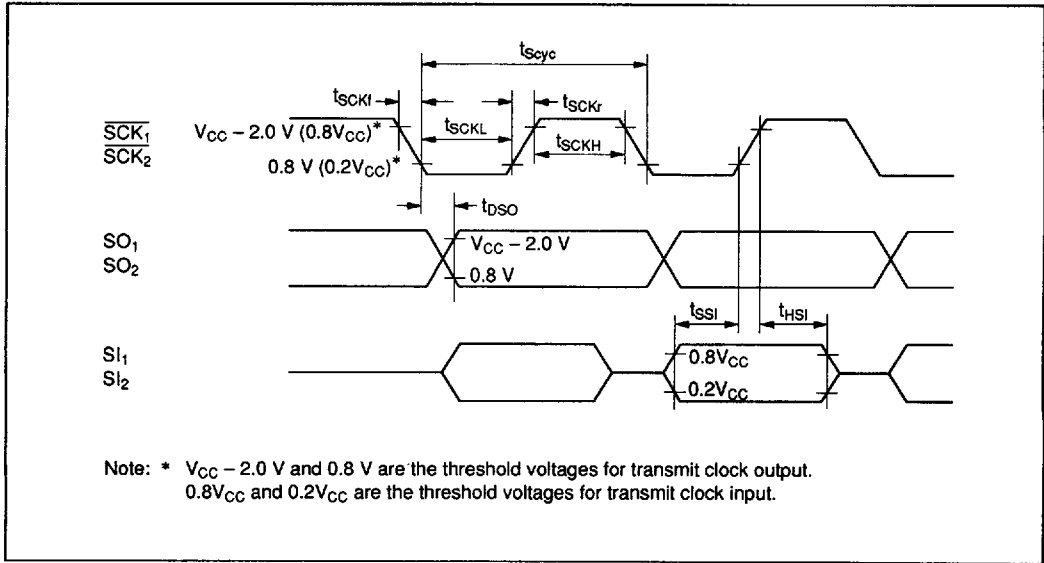 tScyc
tSCKf
tSCKr
tSCKL
tSCKH
SCK1
SCK2
VCC – 2.0 V (0.8VCC)*
0.8 V (0.2VCC)*
tDSO
SO1
SO2
VCC – 2.0 V
0.8 V
tSSI
tHSI
SI1
SI2
0.8VCC
0.2VCC
Note: * VCC – 2.0 V and 0.8 V are the threshold voltages for transmit clock output.
0.8VCC and 0.2VCC are the threshold voltages for transmit clock input.